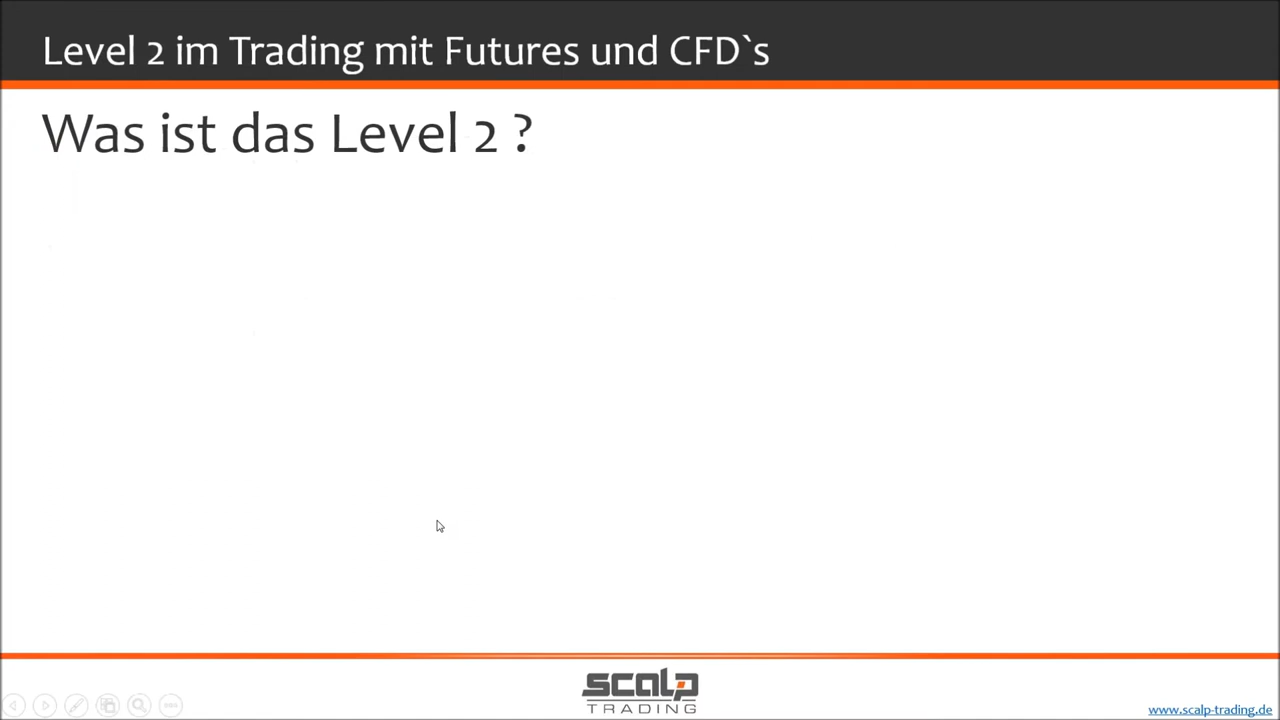 Level 2 im Trading mit Futures und CFD`s
Was ist das Level 2 ?
scalp
TRADING
www.scalp-trading.de